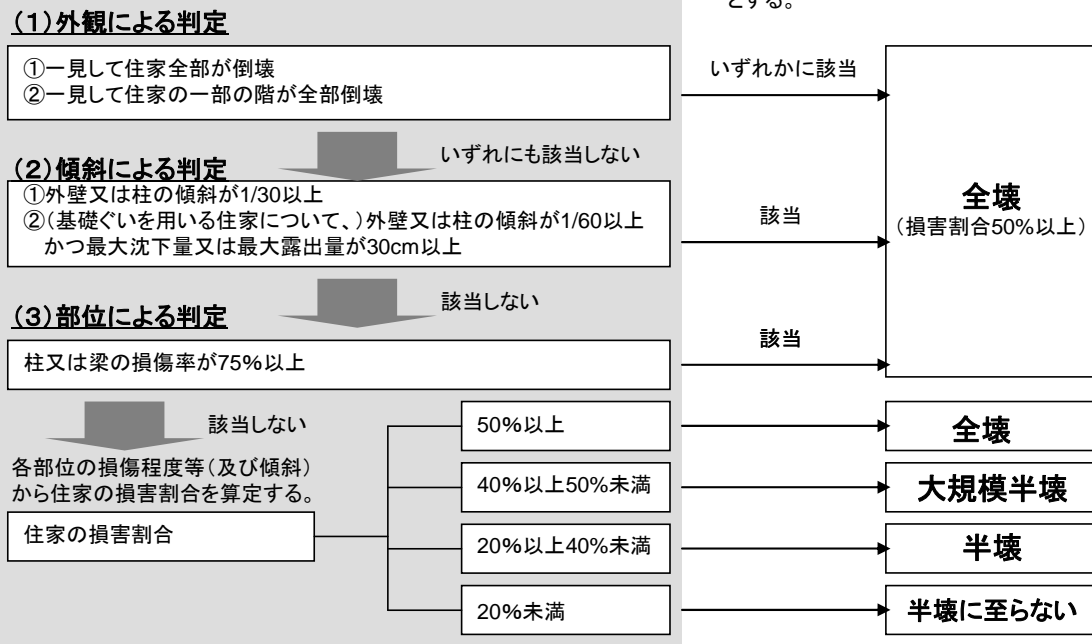 とする。
(1)外観による判定
①一見して住家全部が倒壊
②一見して住家の一部の階が全部倒壊
いずれかに該当
いずれにも該当しない
(2)傾斜による判定
①外壁又は柱の傾斜が1/30以上
②(基礎ぐいを用いる住家について、)外壁又は柱の傾斜が1/60以上
かつ最大沈下量又は最大露出量が30cm以上
該当
全壊
(損害割合50%以上)
該当しない
(3)部位による判定
柱又は梁の損傷率が75%以上
該当
該当しない
各部位の損傷程度等(及び傾斜)
から住家の損害割合を算定する。
住家の損害割合
50%以上
全壊
40%以上50%未満
大規模半壊
20%以上40%未満
半壊
20%未満
半壊に至らない